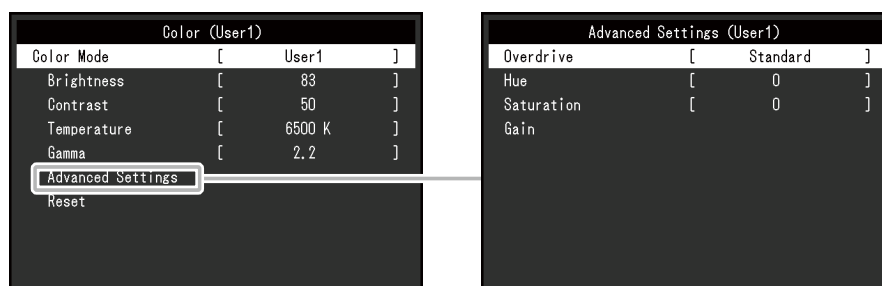 Color (User1)
Color Mode [ User1 ]
Brightness [ 83 ]
Contrast [ 50 ]
Temperature [ 6500 K ]
Gamma [ 2.2 ]
Advanced Settings
Reset
Advanced Settings (User1)
Overdrive [ Standard ]
Hue [ 0 ]
Saturation [ 0 ]
Gain